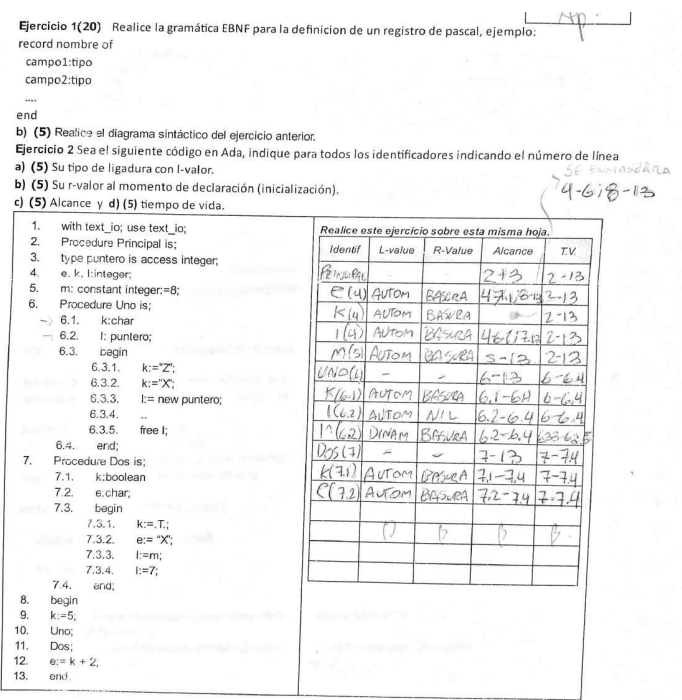 Ap.
Ejercicio 1(20) Realice la gramática EBNF para la definicion de un registro de pascal, ejemplo:
record nombre of
campo1:tipo
campo2:tipo
....
end
b) (5) Realice el diagrama sintáctico del ejercicio anterior.
Ejercicio 2 Sea el siguiente código en Ada, indique para todos los identificadores indicando el número de línea
a) (5) Su tipo de ligadura con l-valor.
SE ENMASCARA
b) (5) Su r-valor al momento de declaración (inicialización).
4-6;8-13
c) (5) Alcance y d) (5) tiempo de vida.
1. with text_io; use text_io;
2. Procedure Principal is;
3. type puntero is access integer;
4. e. k, l:integer;
5. m: constant integer:=8;
6. Procedure Uno is;
6.1. k:char
6.2. l: puntero;
6.3. begin
6.3.1. k:="Z";
6.3.2. k:="X";
6.3.3. l:= new puntero;
6.3.4. ..
6.3.5. free l;
6.4. end;
7. Procedure Dos is;
7.1. k:boolean
7.2. e:char;
7.3. begin
7.3.1. k:=.T.;
7.3.2. e:= "X";
7.3.3. l:=m;
7.3.4. l:=7;
7.4. end;
8. begin
9. k:=5;
10. Uno;
11. Dos;
12. e:= k + 2;
13. end.
Realice este ejercicio sobre esta misma hoja.
Identif L-value R-Value Alcance T.V.
PRINCIPAL - - 2-13 2-13
e(4) AUTOM BASURA 2-13
K(4) AUTOM BASURA 2-13
l(4) AUTOM BASURA 2-13
M(5) AUTOM BASURA 5-13 2-13
UNO(6) - - 6-13 6-6.4
K(6.1) AUTOM BASURA 6.1-6.4 6-6.4
l(6.2) AUTOM NIL 6.2-6.4 6-6.4
l^(6.2) DINAM BASURA 6.2-6.4 6.3.3-6.3.5
DOS(7) - - 7-13 7-7.4
K(7.1) AUTOM BASURA 7.1-7.4 7-7.4
e(7.2) AUTOM BASURA 7.2-7.4 7-7.4